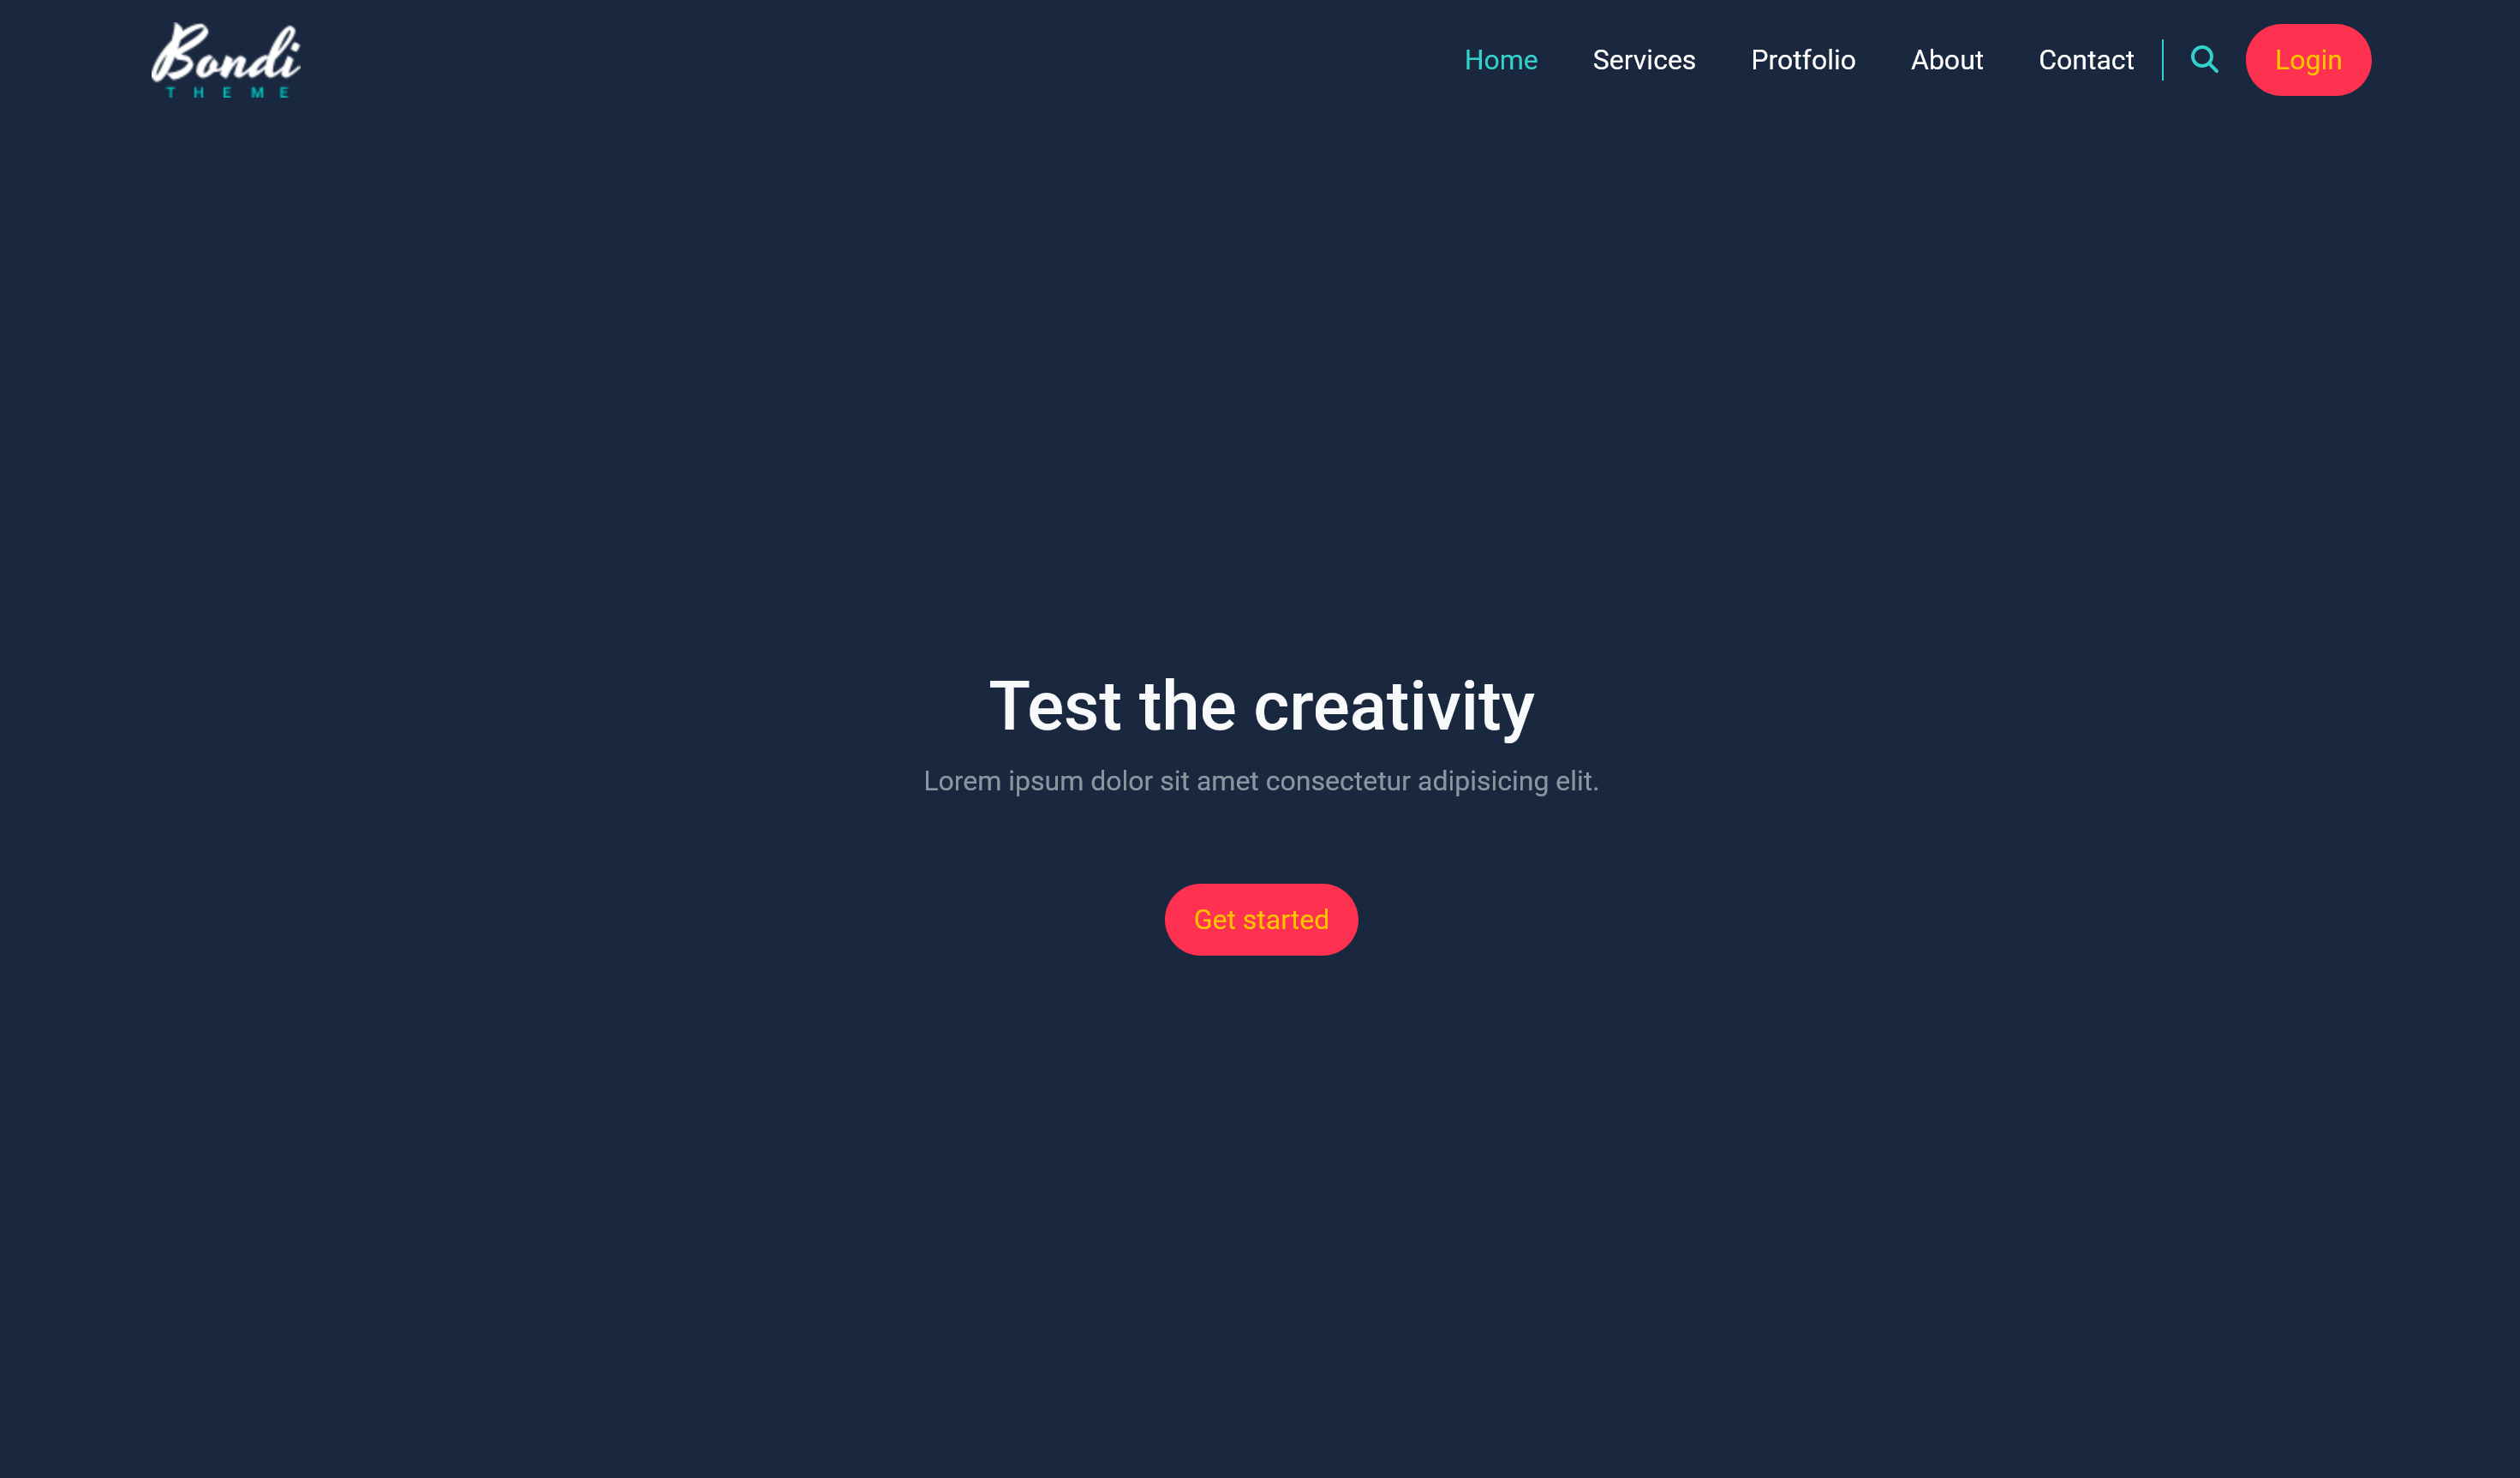 Bondi
THEME
Home Services Protfolio About Contact Login
Test the creativity
Lorem ipsum dolor sit amet consectetur adipisicing elit.
Get started